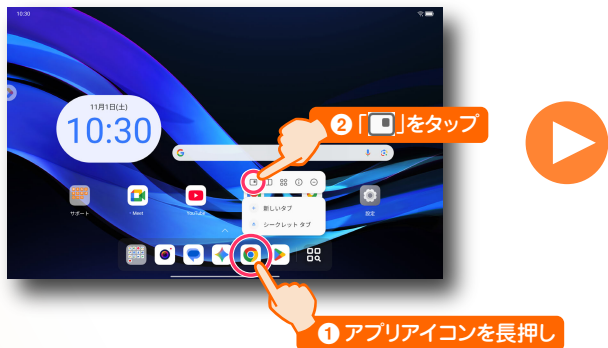 10:30
11月1日(土)
10:30
❷「」をタップ
サポート
Meet
YouTube
設定
新しいタブ
シークレット タブ
❶ アプリアイコンを長押し